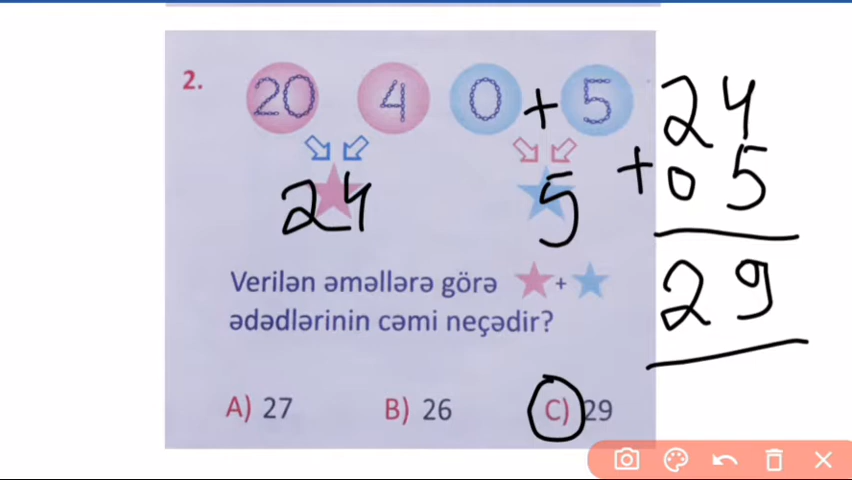 2. 20 4 0 + 5
24 5
Verilən əməllərə görə + 
ədədlərinin cəmi neçədir?
A) 27 B) 26 C) 29
24
+ 05
29